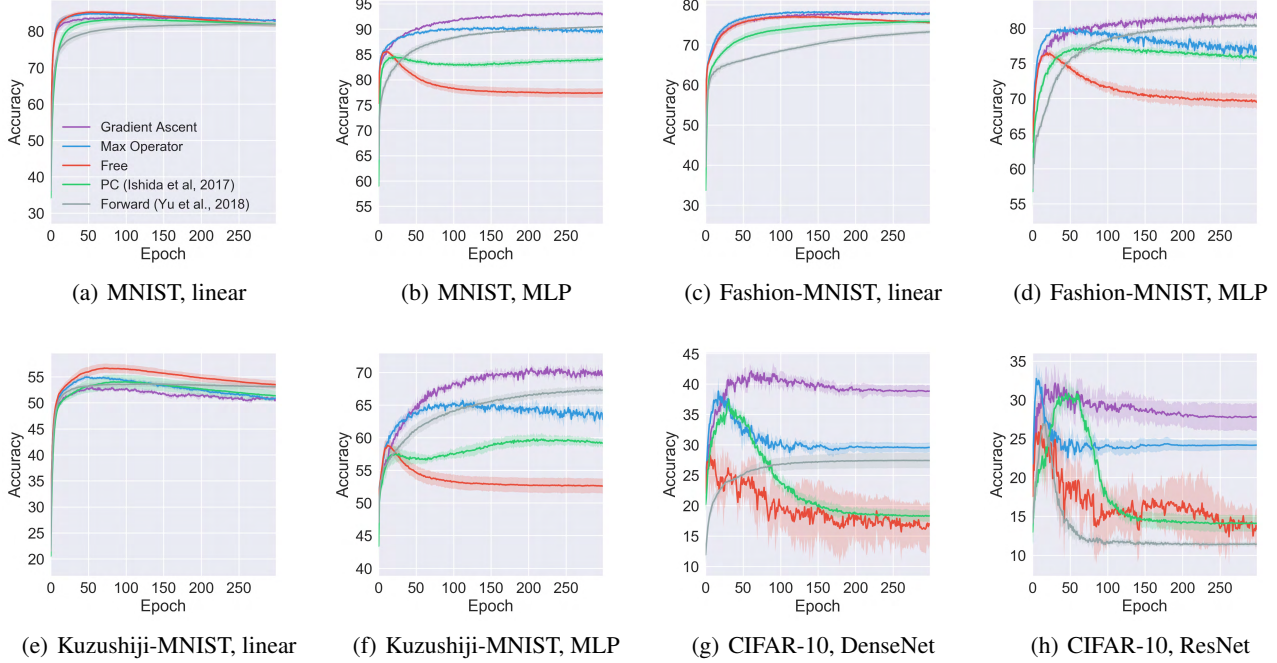 Accuracy
80
70
60
50
40
30
Gradient Ascent
Max Operator
Free
PC (Ishida et al, 2017)
Forward (Yu et al., 2018)
0 50 100 150 200 250
Epoch
(a) MNIST, linear
Accuracy
95
90
85
80
75
70
65
60
55
0 50 100 150 200 250
Epoch
(b) MNIST, MLP
Accuracy
80
70
60
50
40
30
0 50 100 150 200 250
Epoch
(c) Fashion-MNIST, linear
Accuracy
80
75
70
65
60
55
0 50 100 150 200 250
Epoch
(d) Fashion-MNIST, MLP
Accuracy
55
50
45
40
35
30
25
20
0 50 100 150 200 250
Epoch
(e) Kuzushiji-MNIST, linear
Accuracy
70
65
60
55
50
45
40
0 50 100 150 200 250
Epoch
(f) Kuzushiji-MNIST, MLP
Accuracy
45
40
35
30
25
20
15
10
0 50 100 150 200 250
Epoch
(g) CIFAR-10, DenseNet
Accuracy
35
30
25
20
15
10
0 50 100 150 200 250
Epoch
(h) CIFAR-10, ResNet